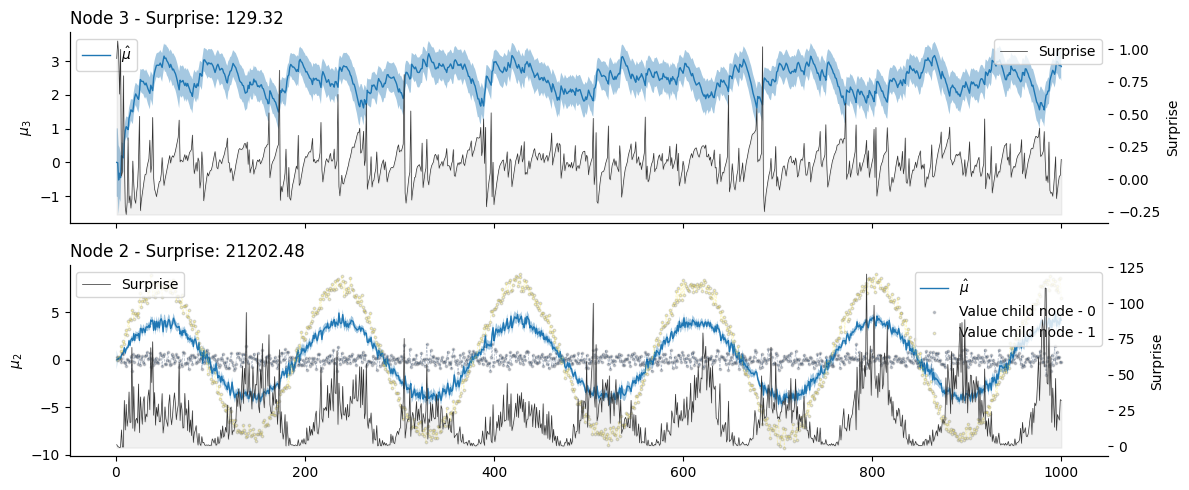 Node 3 - Surprise: 129.32
μ̂
Surprise
μ₃
3
2
1
0
−1
1.00
0.75
0.50
0.25
0.00
−0.25
Surprise
Node 2 - Surprise: 21202.48
Surprise
μ̂
Value child node - 0
Value child node - 1
μ₂
5
0
−5
−10
125
100
75
50
25
0
Surprise
0
200
400
600
800
1000